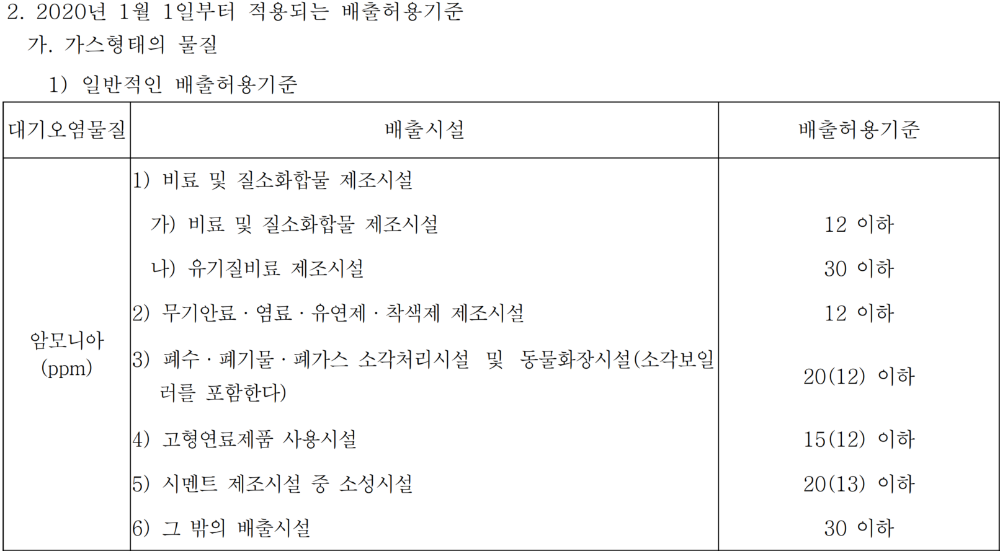 2. 2020년 1월 1일부터 적용되는 배출허용기준
가. 가스형태의 물질
1) 일반적인 배출허용기준
대기오염물질 배출시설 배출허용기준
암모니아
(ppm)
1) 비료 및 질소화합물 제조시설
가) 비료 및 질소화합물 제조시설 12 이하
나) 유기질비료 제조시설 30 이하
2) 무기안료·염료·유연제·착색제 제조시설 12 이하
3) 폐수·폐기물·폐가스 소각처리시설 및 동물화장시설(소각보일
러를 포함한다) 20(12) 이하
4) 고형연료제품 사용시설 15(12) 이하
5) 시멘트 제조시설 중 소성시설 20(13) 이하
6) 그 밖의 배출시설 30 이하